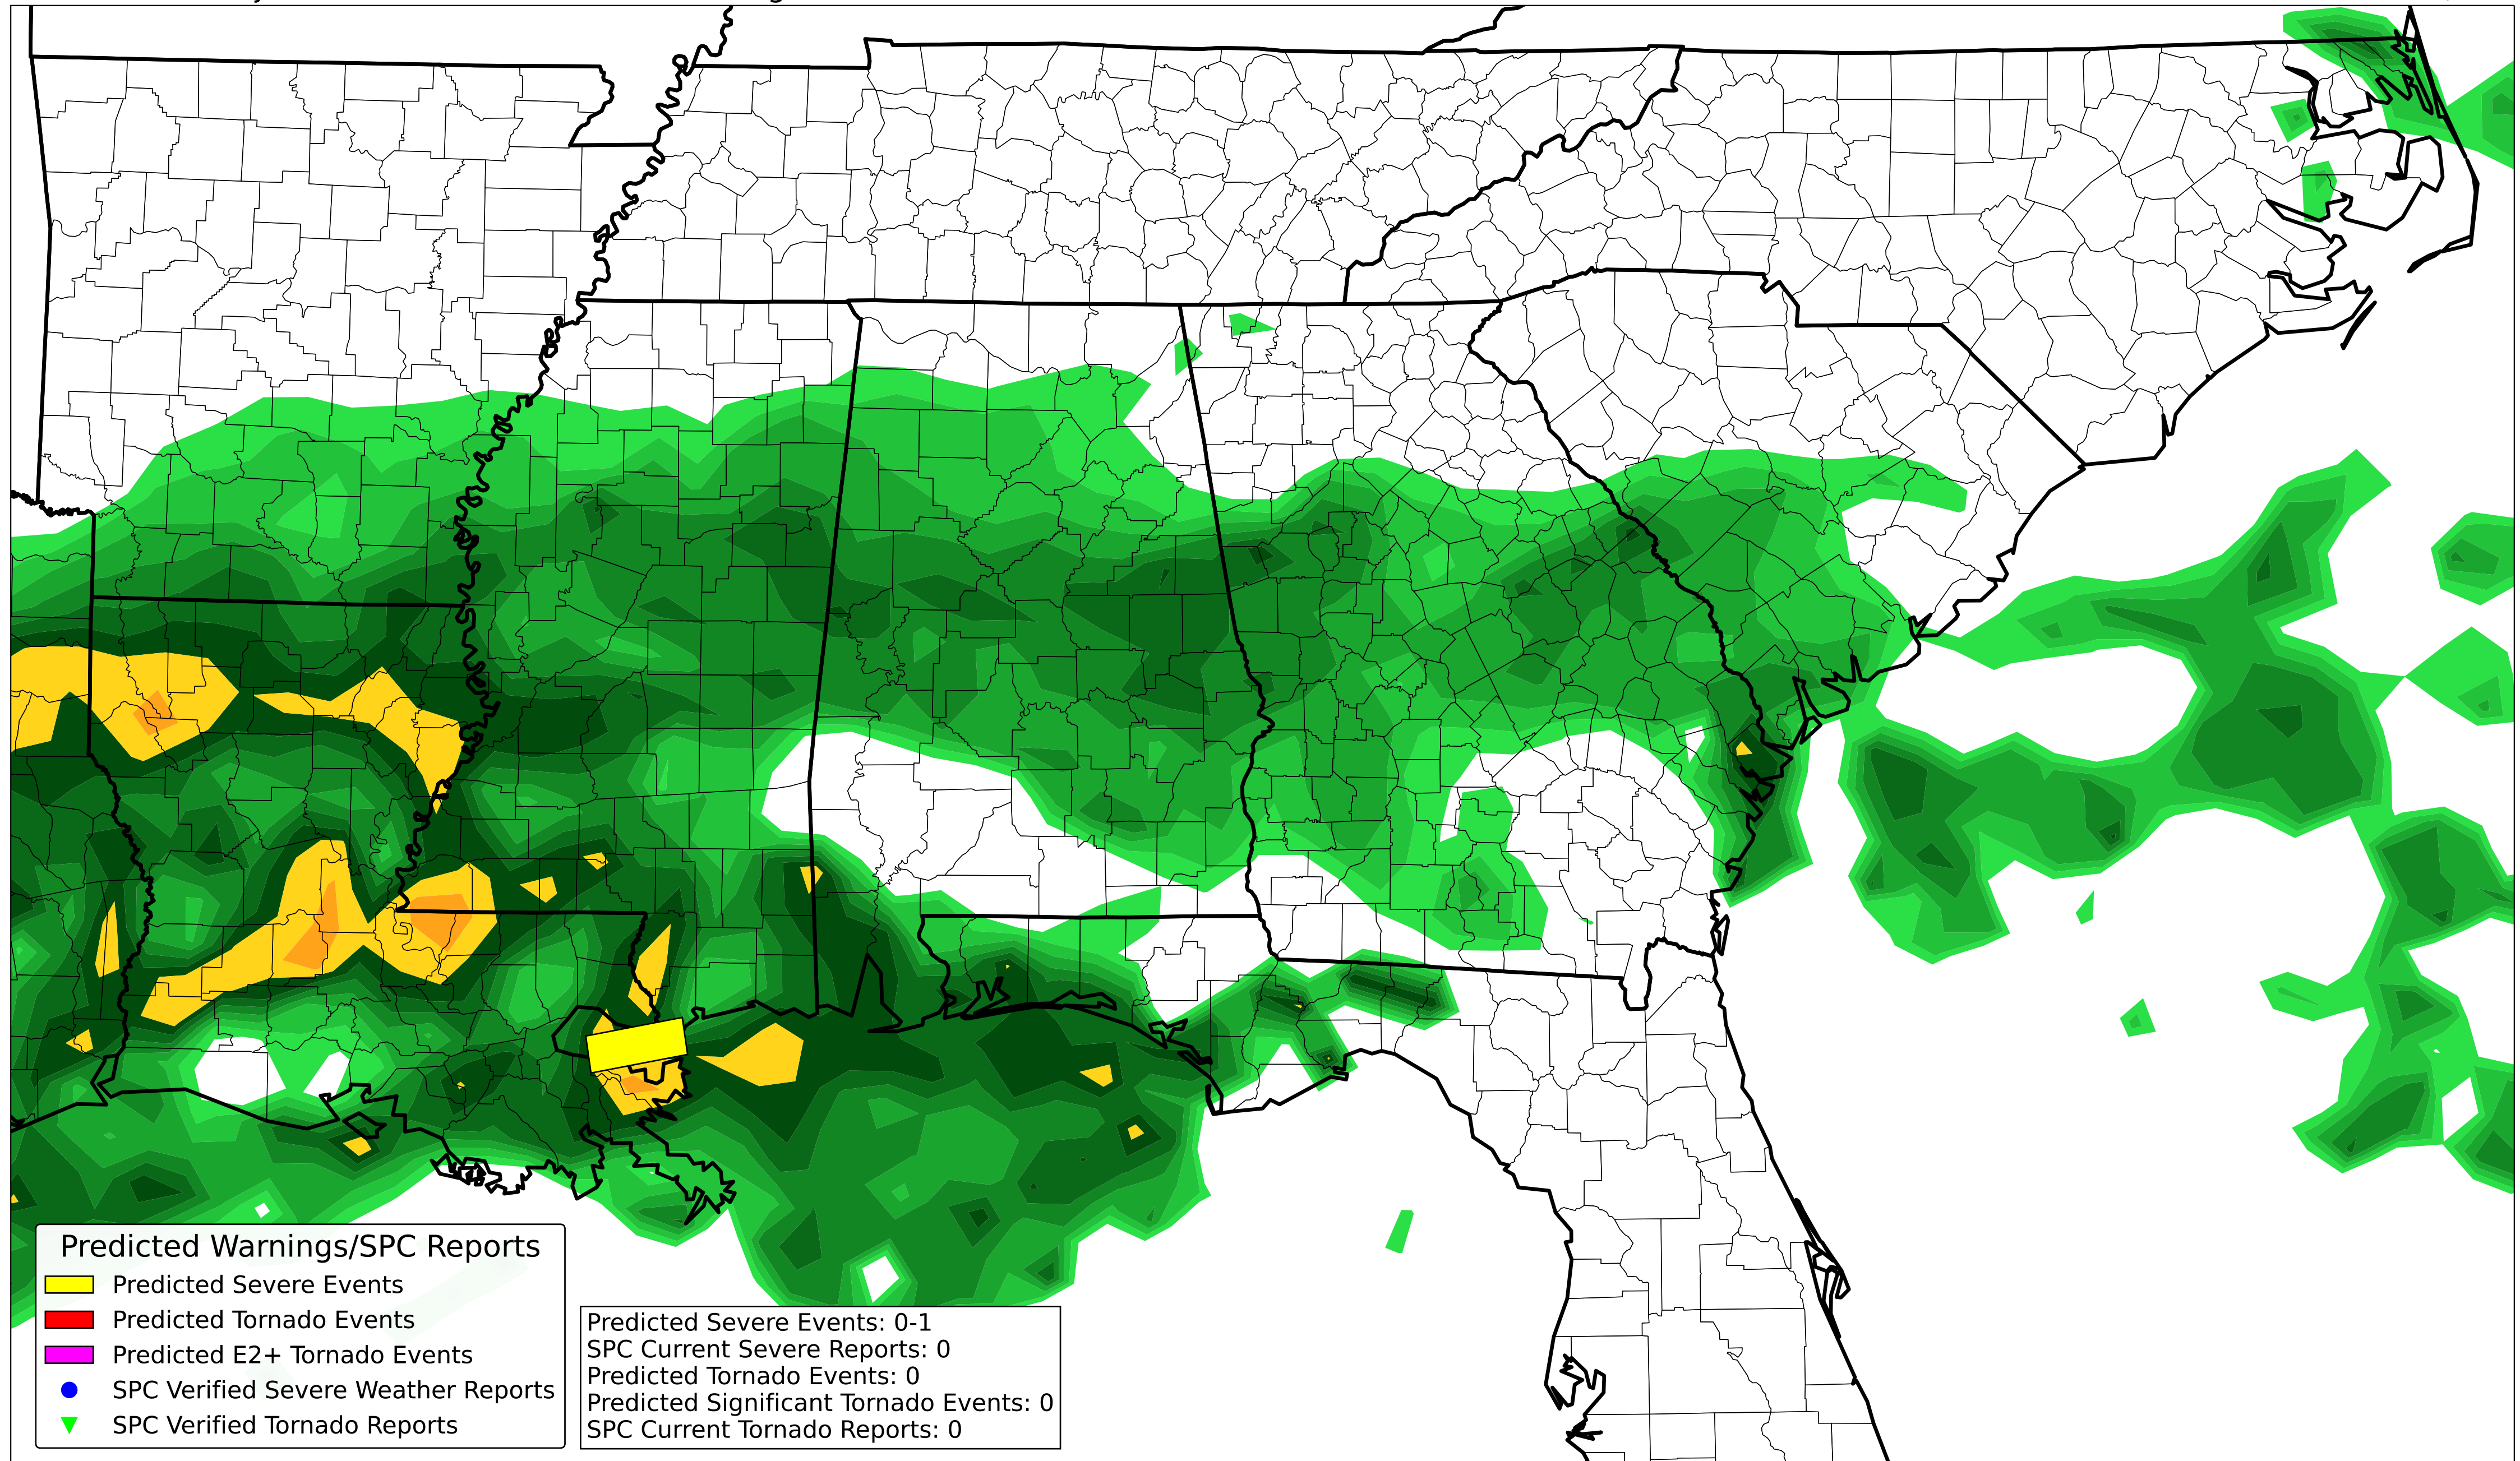 Predicted Warnings/SPC Reports
Predicted Severe Events
Predicted Tornado Events
Predicted E2+ Tornado Events
SPC Verified Severe Weather Reports
SPC Verified Tornado Reports
Predicted Severe Events: 0-1
SPC Current Severe Reports: 0
Predicted Tornado Events: 0
Predicted Significant Tornado Events: 0
SPC Current Tornado Reports: 0